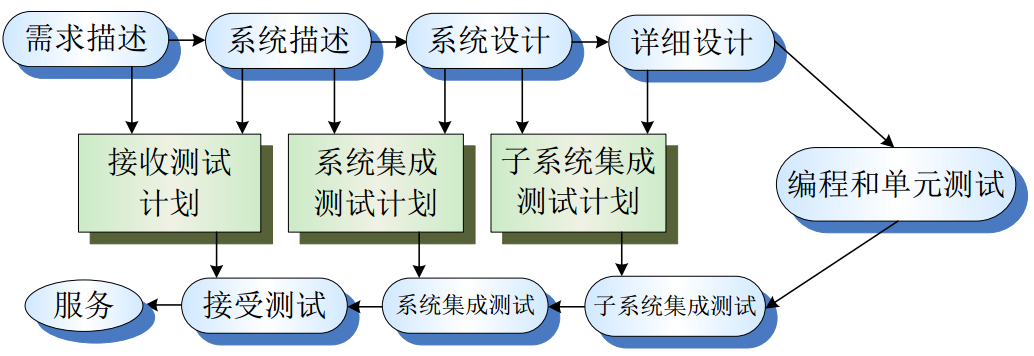 需求描述
系统描述
系统设计
详细设计
接收测试
计划
系统集成
测试计划
子系统集成
测试计划
编程和单元测试
服务
接受测试
系统集成测试
子系统集成测试